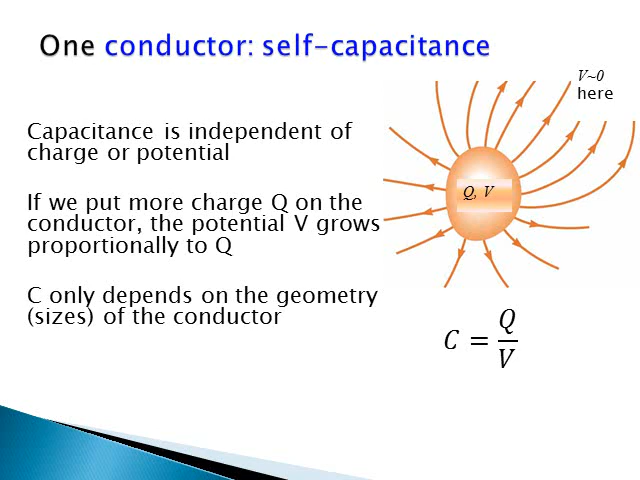 One conductor: self-capacitance
V~0
here
Capacitance is independent of
charge or potential
Q, V
If we put more charge Q on the
conductor, the potential V grows
proportionally to Q
C only depends on the geometry
(sizes) of the conductor
C = Q/V